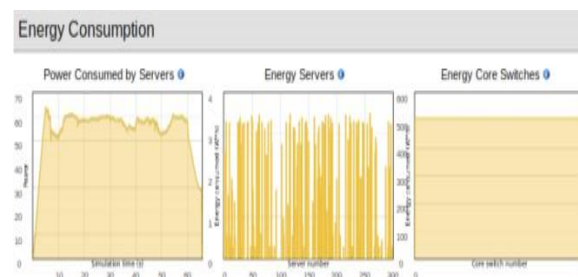 Energy Consumption
Power Consumed by Servers
Energy Servers
Energy Core Switches
70
60
50
40
30
20
10
0
Simulation time (s)
10 20 30 40 50 60
4
3
2
1
0
Server number
0 50 100 150 200 250 300
600
500
400
300
200
100
0
Core switch number
0